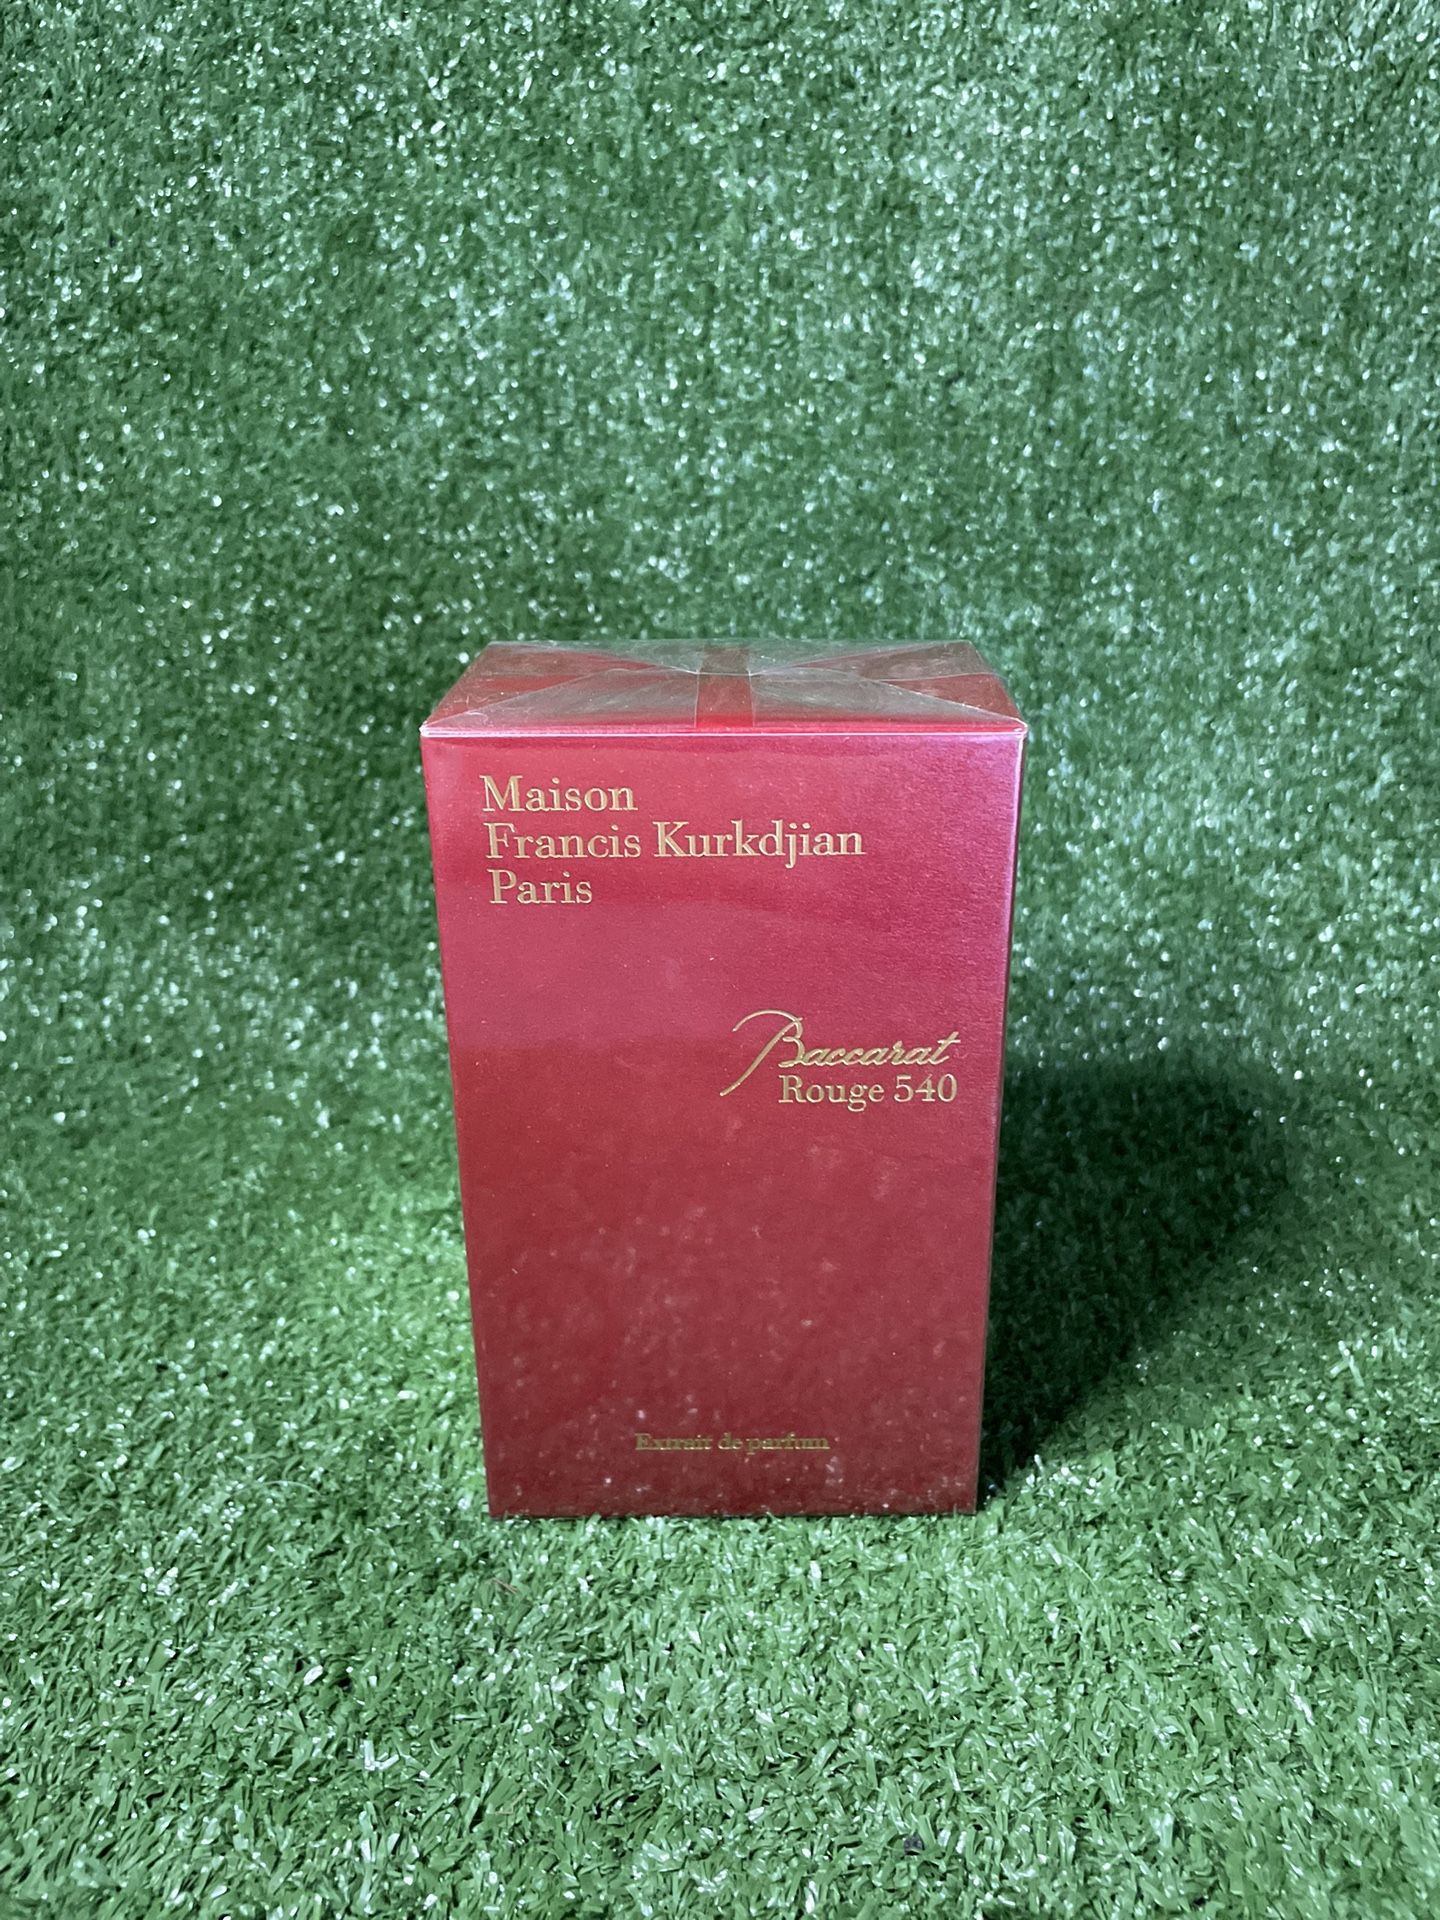 Maison
Francis Kurkdjian
Paris
Baccarat
Rouge 540
Extrait de parfum